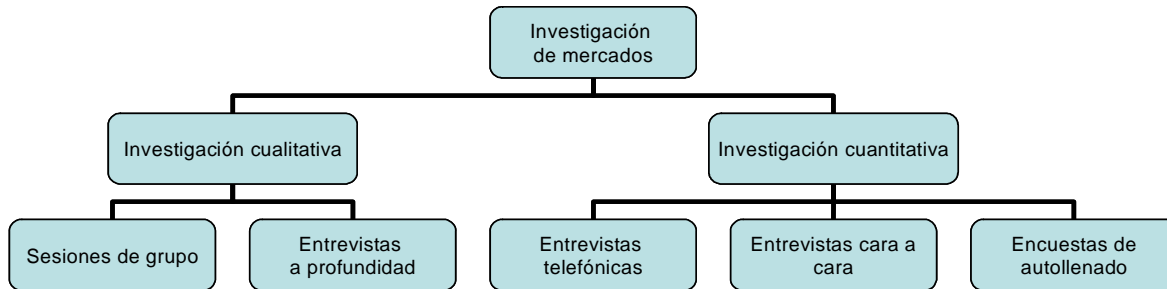 Investigación
de mercados
Investigación cualitativa
Investigación cuantitativa
Sesiones de grupo
Entrevistas
a profundidad
Entrevistas
telefónicas
Entrevistas cara a
cara
Encuestas de
autollenado